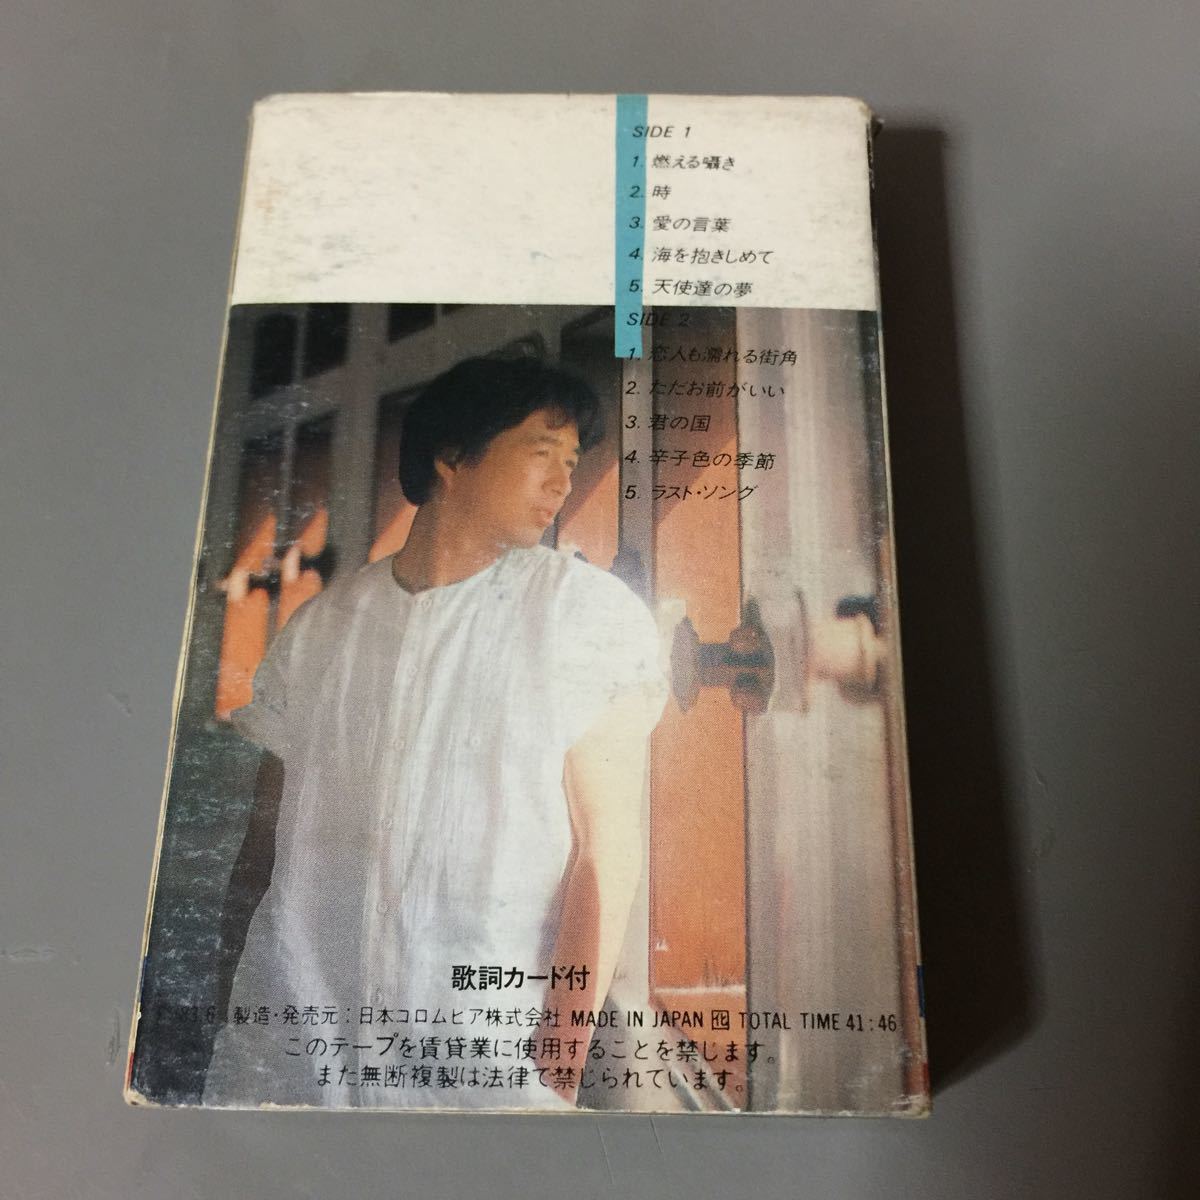 SIDE 1
1. 燃える囁き
2. 時
3. 愛の言葉
4. 海を抱きしめて
5. 天使達の夢
SIDE 2
1. 恋人も濡れる街角
2. ただお前がいい
3. 君の国
4. 辛子色の季節
5. ラスト・ソング
歌詞カード付
製造・発売元:日本コロムビア株式会社 MADE IN JAPAN TOTAL TIME 41:46
このテープを賃貸業に使用することを禁じます。
また無断複製は法律で禁じられています。